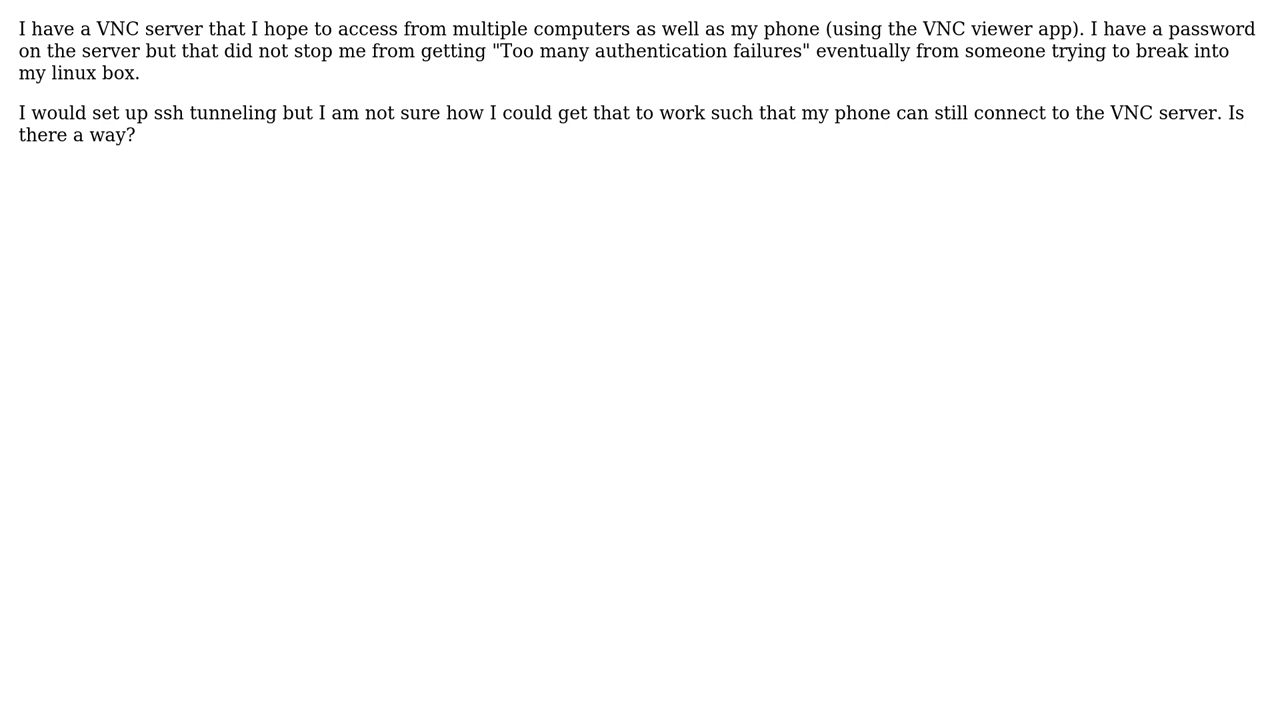 I have a VNC server that I hope to access from multiple computers as well as my phone (using the VNC viewer app). I have a password
on the server but that did not stop me from getting "Too many authentication failures" eventually from someone trying to break into
my linux box.
I would set up ssh tunneling but I am not sure how I could get that to work such that my phone can still connect to the VNC server. Is
there a way?